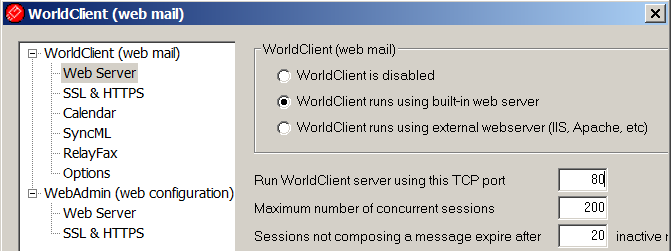 WorldClient (web mail)
WorldClient (web mail)
Web Server
SSL & HTTPS
Calendar
SyncML
RelayFax
Options
WebAdmin (web configuration)
Web Server
SSL & HTTPS
WorldClient (web mail)
WorldClient is disabled
WorldClient runs using built-in web server
WorldClient runs using external webserver (IIS, Apache, etc)
Run WorldClient server using this TCP port 80
Maximum number of concurrent sessions 200
Sessions not composing a message expire after 20 inactive